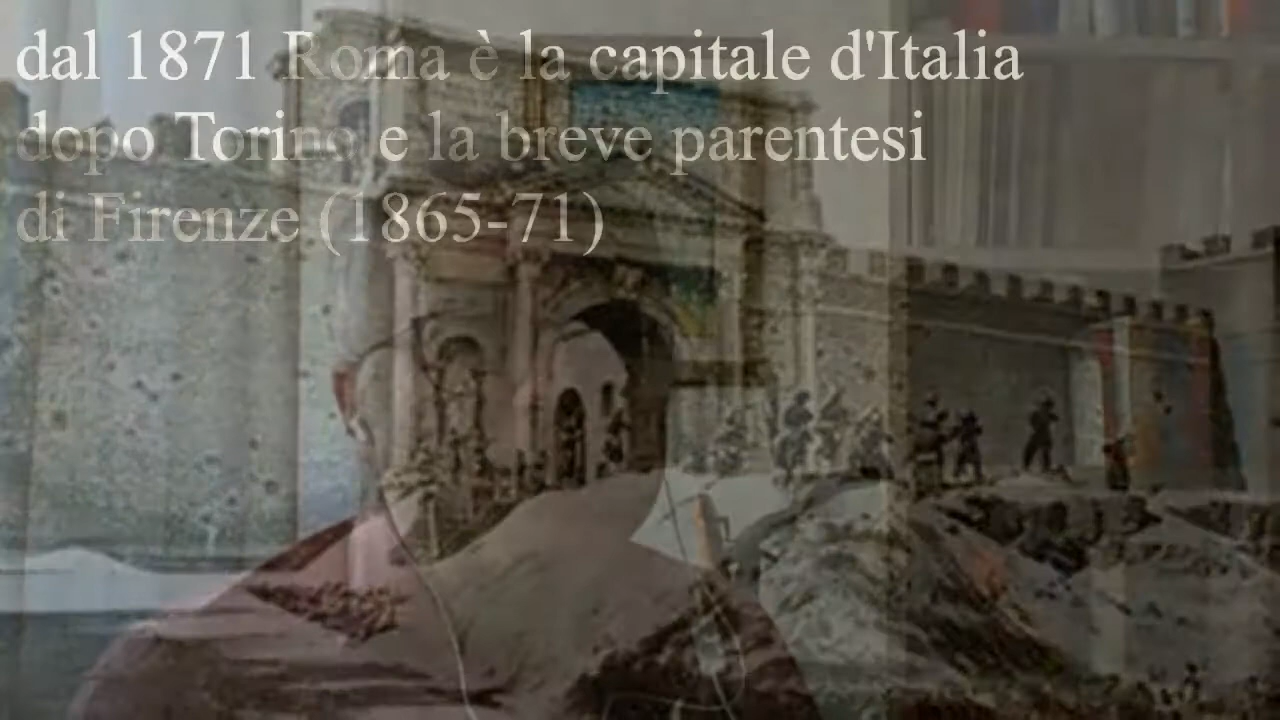 dal 1871 Roma è la capitale d'Italia
dopo Torino e la breve parentesi
di Firenze (1865-71)